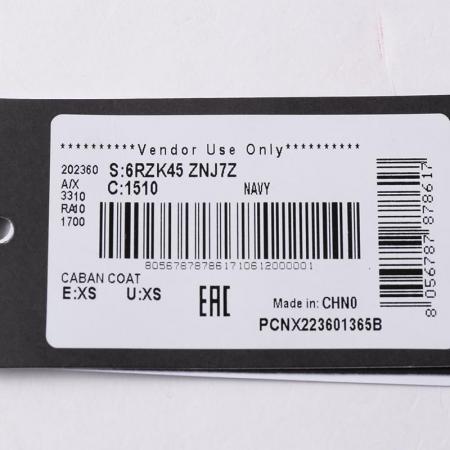 **********Vendor Use Only**********
202360 S:6RZK45 ZNJ7Z
A/X C:1510 NAVY
3310
RA10
1700
805678787861710612000001
CABAN COAT
E:XS U:XS
EAC
Made in: CHN0
PCNX223601365B
8 056787 878617